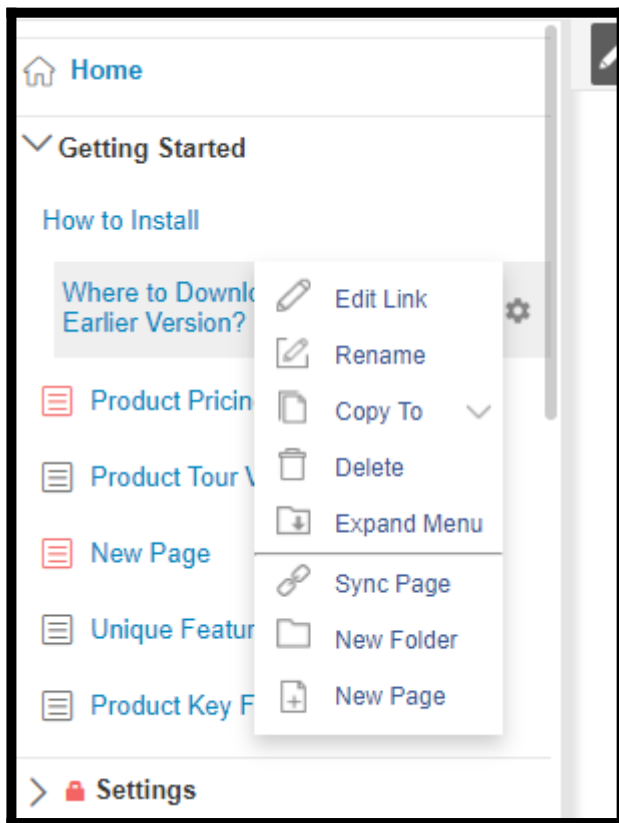 Home
Getting Started
How to Install
Where to Downlo
Earlier Version?
Edit Link
Rename
Product Pricin
Copy To
Product Tour V
Delete
Expand Menu
New Page
Sync Page
Unique Featur
New Folder
Product Key F
New Page
Settings